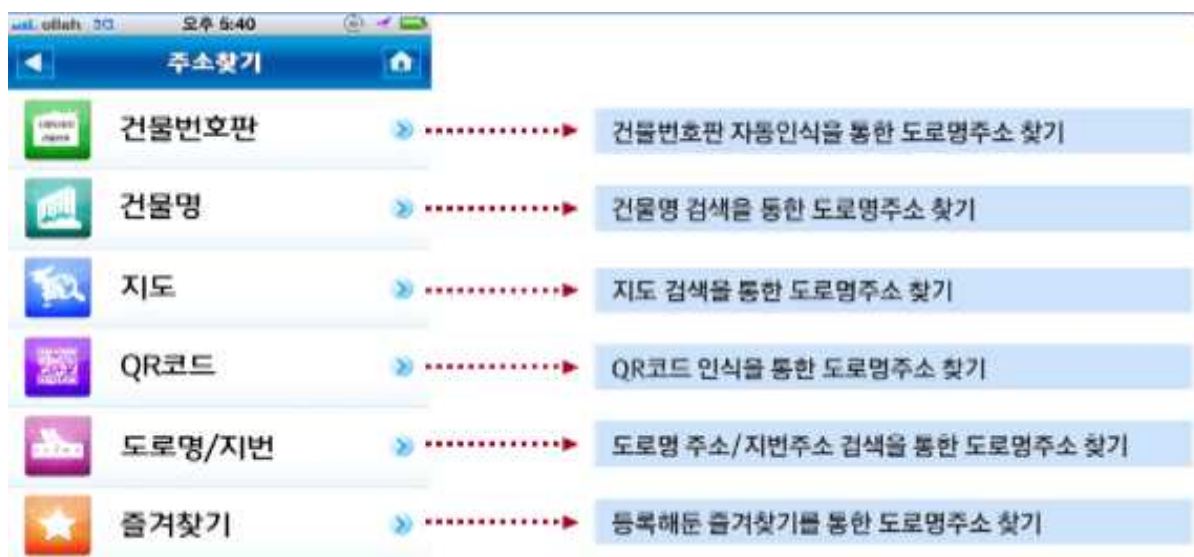 olleh 3G 오후 5:40
주소찾기
건물번호판
건물번호판 자동인식을 통한 도로명주소 찾기
건물명
건물명 검색을 통한 도로명주소 찾기
지도
지도 검색을 통한 도로명주소 찾기
QR코드
QR코드 인식을 통한 도로명주소 찾기
도로명/지번
도로명 주소/지번주소 검색을 통한 도로명주소 찾기
즐겨찾기
등록해둔 즐겨찾기를 통한 도로명주소 찾기